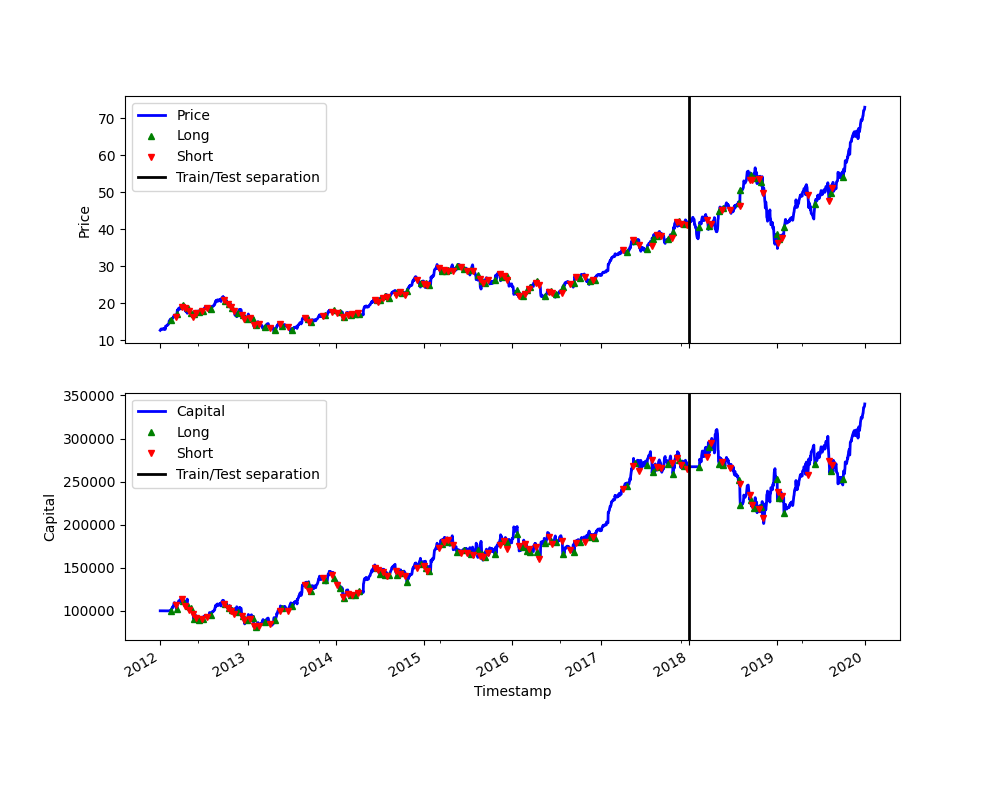 70
60
50
40
30
20
10
Price
Price
Long
Short
Train/Test separation
350000
300000
250000
200000
150000
100000
Capital
Capital
Long
Short
Train/Test separation
2012
2013
2014
2015
2016
2017
2018
2019
2020
Timestamp